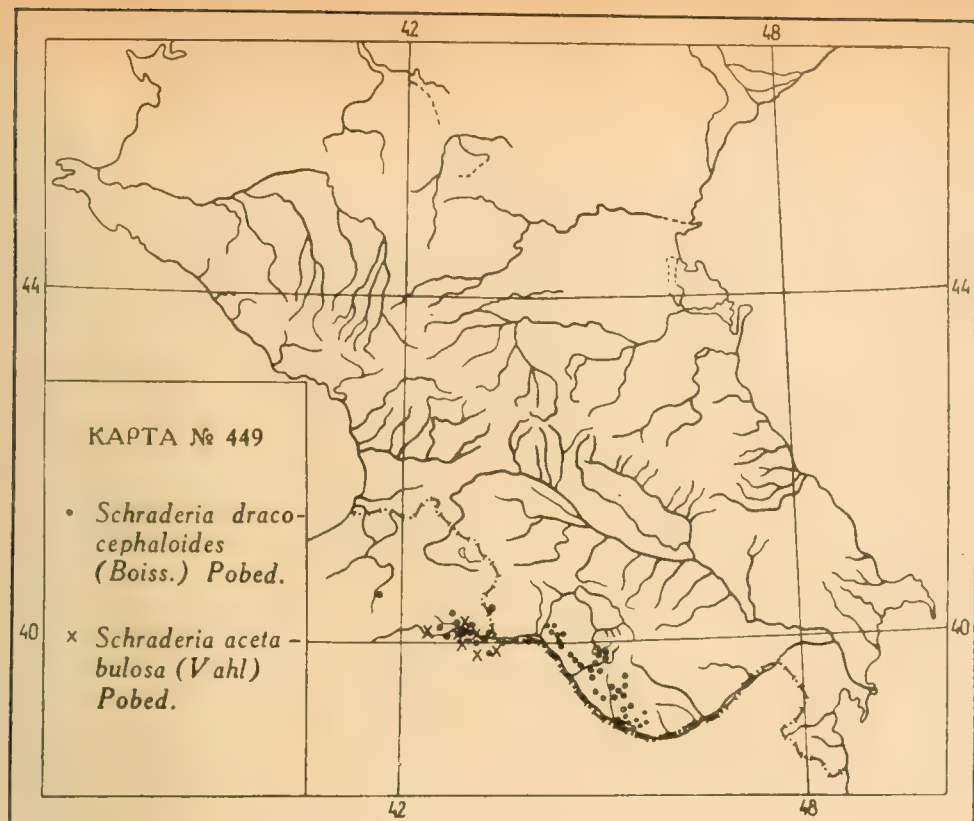 42 48
44 44
КАРТА № 449
• Schraderia draco-
cephaloides
(Boiss.) Pobed.
40 40
× Schraderia aceta-
bulosa (Vahl)
Pobed.
42 48